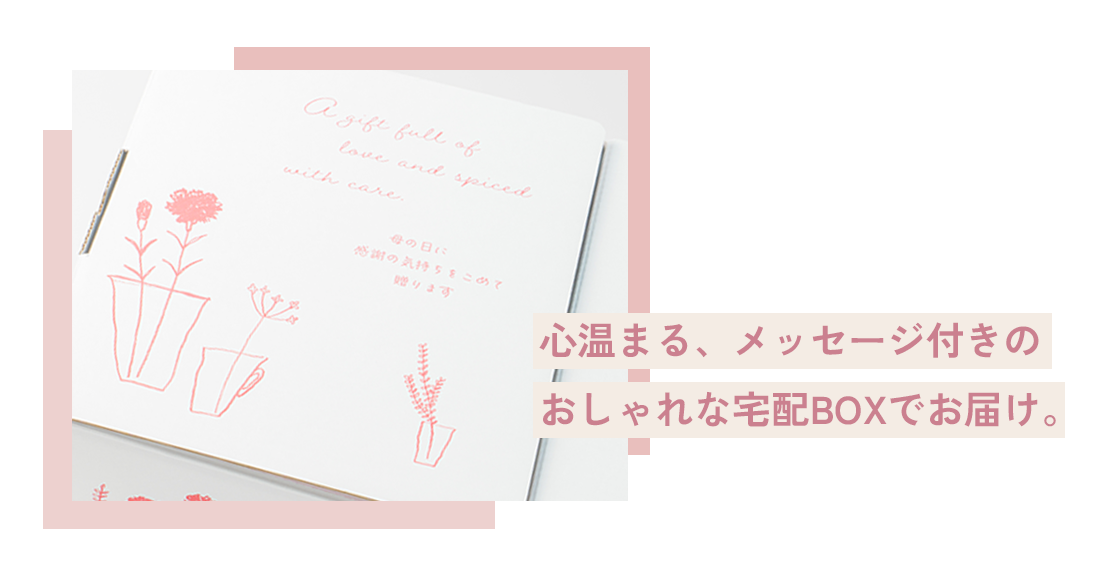 A gift full of
love and spiced
with care.
母の日に
感謝の気持ちをこめて
贈ります
心温まる、メッセージ付きの
おしゃれな宅配BOXでお届け。